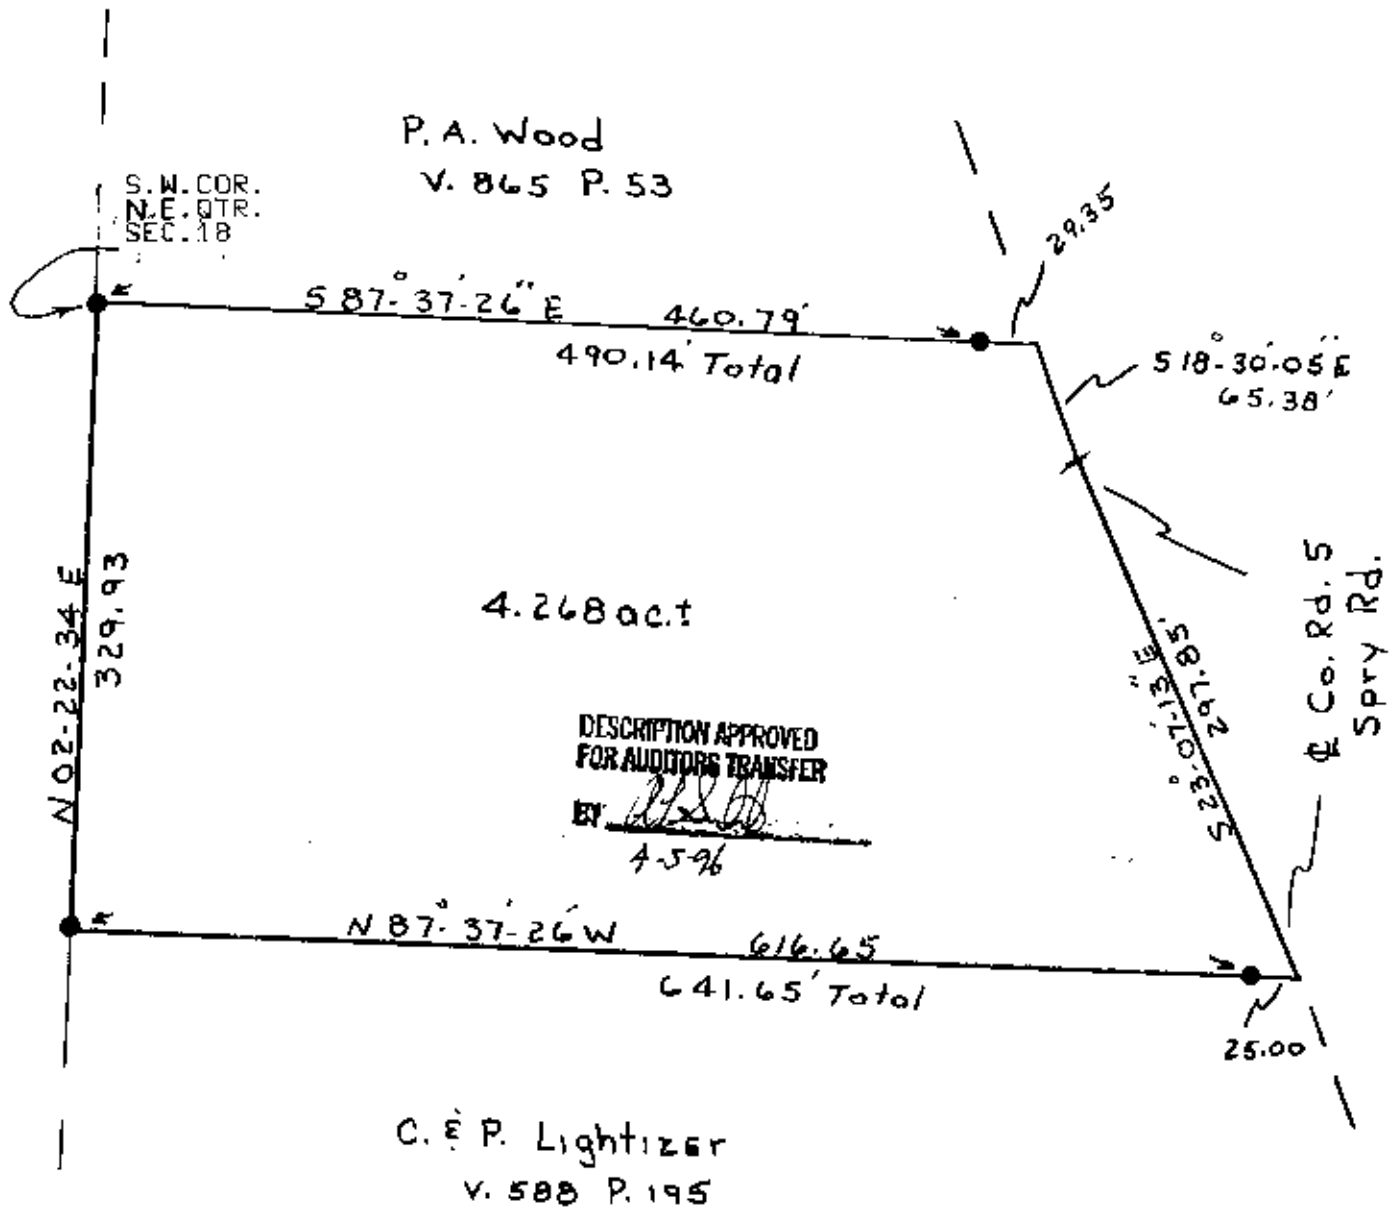 P. A. Wood
V. 865 P. 53
S.W. COR.
N.E. QTR.
SEC. 18
29.35
S 87°-37'-26" E 460.79'
490.14' Total
S 18°-30'-05" E
65.38'
N 02-22-34 E
329.93
4.268 ac.±
S 23°-07'-13" E
297.85'
℄ Co. Rd. 5
Spry Rd.
DESCRIPTION APPROVED
FOR AUDITORS TRANSFER
BY
4-5-96
N 87°-37'-26' W 616.65
641.65' Total
25.00
C. & P. Lightizer
V. 588 P. 195